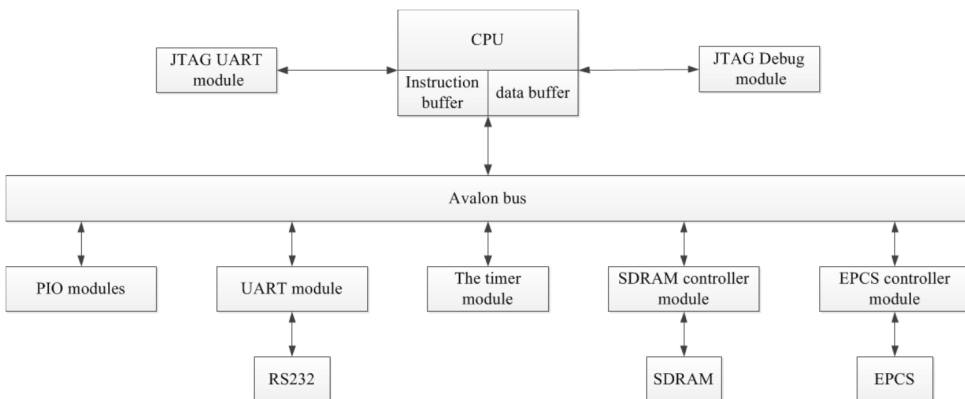 CPU
JTAG UART
module
JTAG Debug
module
Instruction
buffer
data buffer
Avalon bus
PIO modules
UART module
The timer
module
SDRAM controller
module
EPCS controller
module
RS232
SDRAM
EPCS